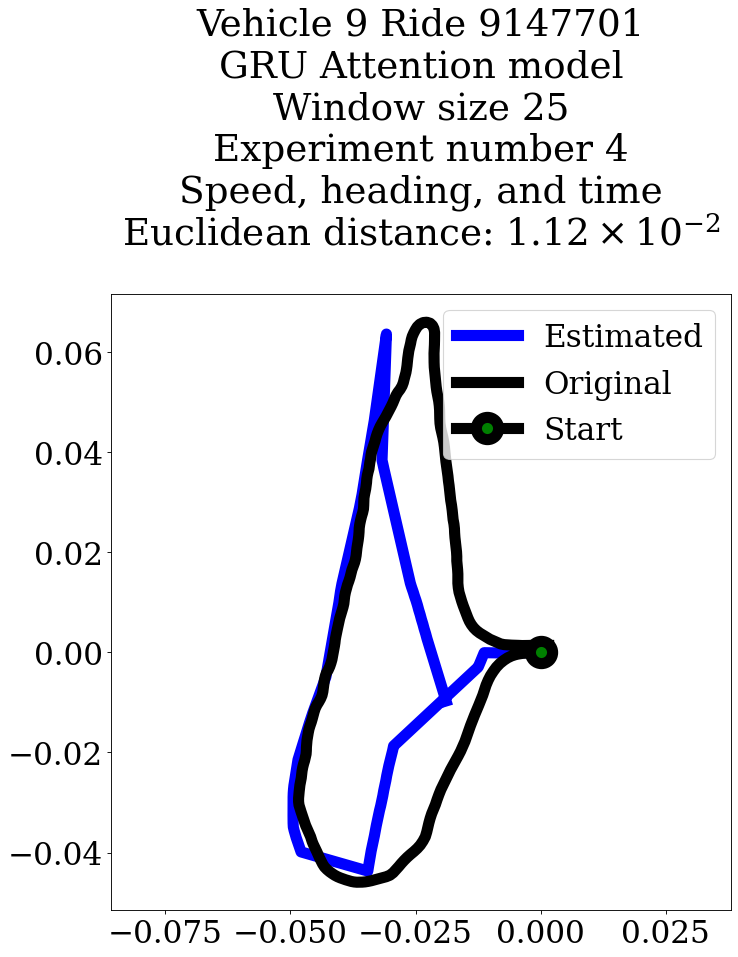 Vehicle 9 Ride 9147701
GRU Attention model
Window size 25
Experiment number 4
Speed, heading, and time
Euclidean distance: 1.12 × 10⁻²
Estimated
Original
Start
0.06
0.04
0.02
0.00
−0.02
−0.04
−0.075 −0.050 −0.025 0.000 0.025